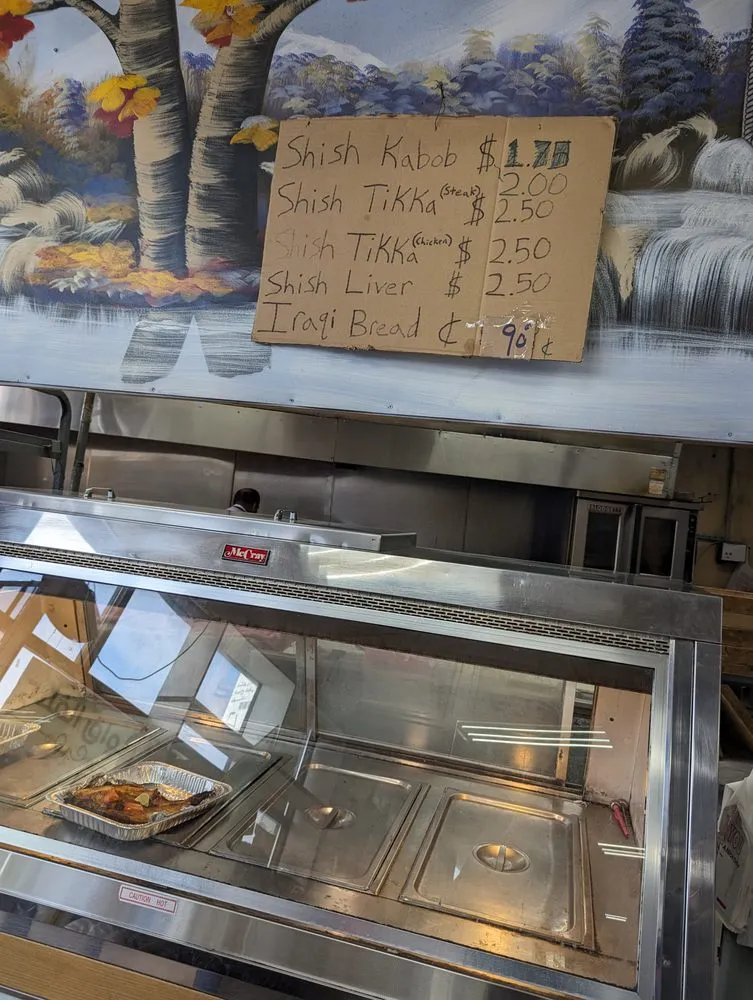 Shish Kabob $ 1.75
2.00
Shish TiKKa (Steak) $ 2.50
Shish TiKKa (Chicken) $ 2.50
Shish Liver $ 2.50
Iraqi Bread ¢ 90 ¢
McCray
CAUTION HOT